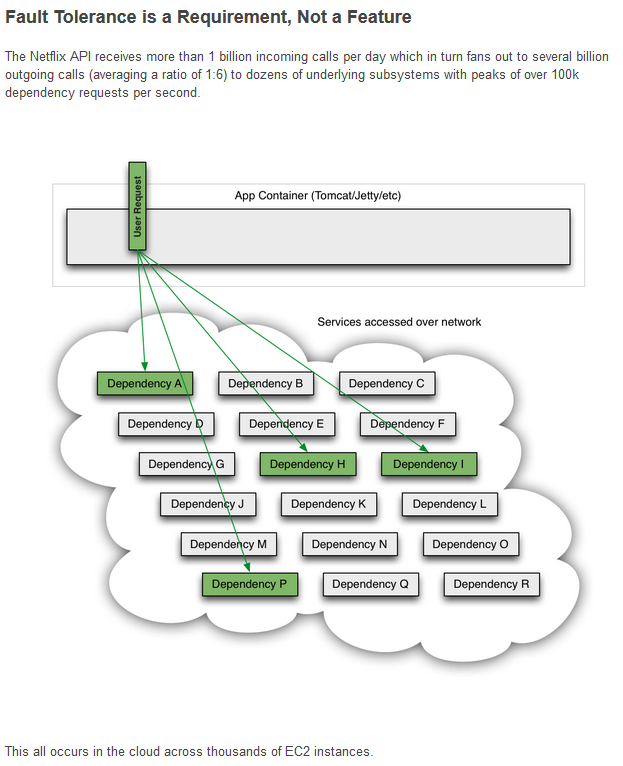 Fault Tolerance is a Requirement, Not a Feature
The Netflix API receives more than 1 billion incoming calls per day which in turn fans out to several billion
outgoing calls (averaging a ratio of 1:6) to dozens of underlying subsystems with peaks of over 100k
dependency requests per second.
User Request
App Container (Tomcat/Jetty/etc)
Services accessed over network
Dependency A
Dependency B
Dependency C
Dependency D
Dependency E
Dependency F
Dependency G
Dependency H
Dependency I
Dependency J
Dependency K
Dependency L
Dependency M
Dependency N
Dependency O
Dependency P
Dependency Q
Dependency R
This all occurs in the cloud across thousands of EC2 instances.